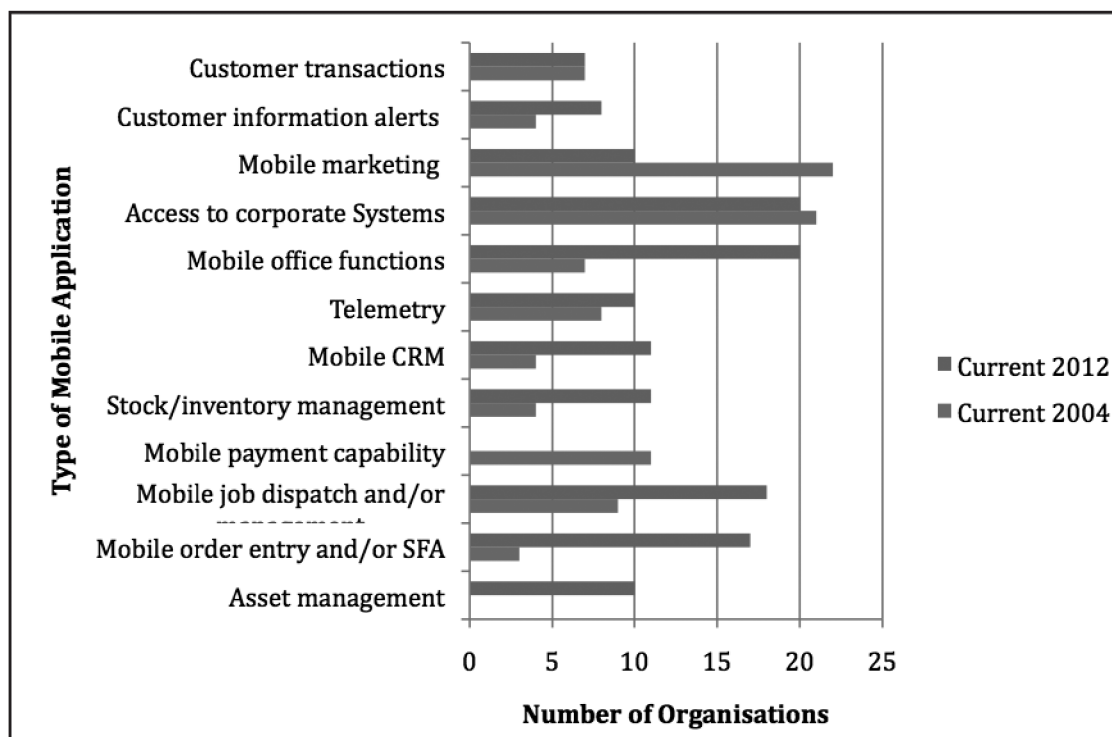 Type of Mobile Application
Customer transactions
Customer information alerts
Mobile marketing
Access to corporate Systems
Mobile office functions
Telemetry
Mobile CRM
Stock/inventory management
Mobile payment capability
Mobile job dispatch and/or
management
Mobile order entry and/or SFA
Asset management
0 5 10 15 20 25
Number of Organisations
Current 2012
Current 2004